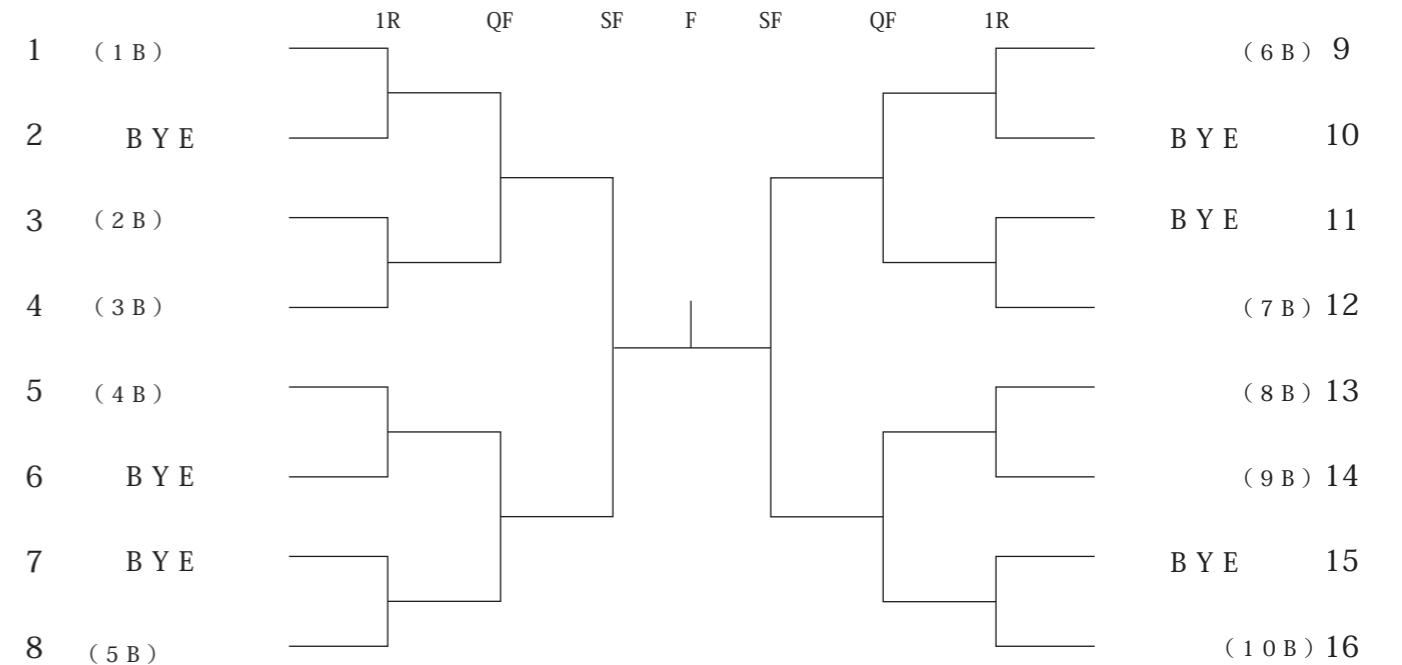 1R QF SF F SF QF 1R
1 (1B) (6B) 9
2 BYE BYE 10
3 (2B) BYE 11
4 (3B) (7B) 12
5 (4B) (8B) 13
6 BYE (9B) 14
7 BYE BYE 15
8 (5B) (10B) 16